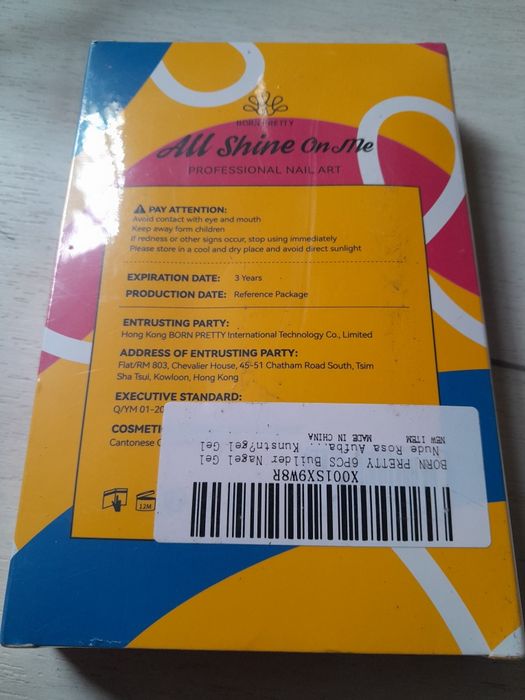 BORN PRETTY
All Shine On Me
PROFESSIONAL NAIL ART
PAY ATTENTION:
Avoid contact with eye and mouth
Keep away form children
If redness or other signs occur, stop using immediately
Please store in a cool and dry place and avoid direct sunlight
EXPIRATION DATE: 3 Years
PRODUCTION DATE: Reference Package
ENTRUSTING PARTY:
Hong Kong BORN PRETTY International Technology Co., Limited
ADDRESS OF ENTRUSTING PARTY:
Flat/RM 803, Chevalier House, 45-51 Chatham Road South, Tsim
Sha Tsui, Kowloon, Hong Kong
EXECUTIVE STANDARD:
Q/YM 01-20
COSMETI
Cantonese C
12M
X001SX9W8R
BORN PRETTY 6PCS Builder Nagel Gel
Nude Rosa Aufba... Kunstn?gel Gel
NEW ITEM MADE IN CHINA